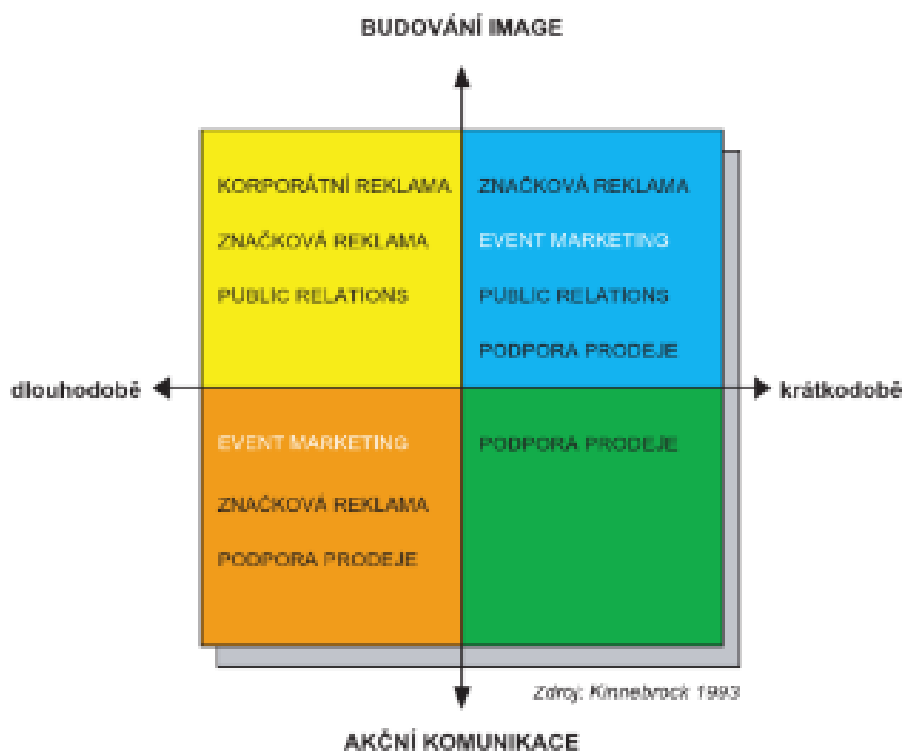 BUDOVÁNÍ IMAGE
KORPORÁTNÍ REKLAMA
ZNAČKOVÁ REKLAMA
PUBLIC RELATIONS
ZNAČKOVÁ REKLAMA
EVENT MARKETING
PUBLIC RELATIONS
PODPORA PRODEJE
dlouhodobě
krátkodobě
EVENT MARKETING
ZNAČKOVÁ REKLAMA
PODPORA PRODEJE
PODPORA PRODEJE
Zdroj: Kinnebrock 1993
AKČNÍ KOMUNIKACE